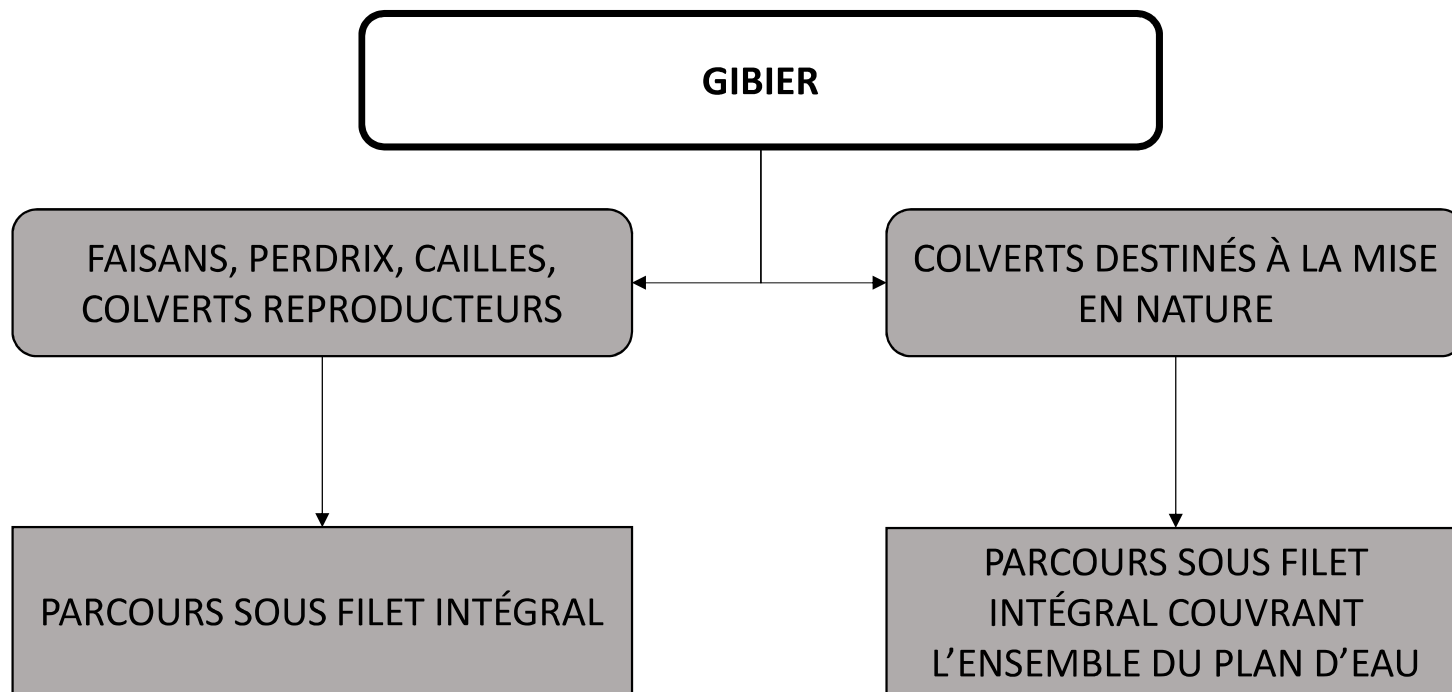 GIBIER
FAISANS, PERDRIX, CAILLES,
COLVERTS REPRODUCTEURS
COLVERTS DESTINÉS À LA MISE
EN NATURE
PARCOURS SOUS FILET INTÉGRAL
PARCOURS SOUS FILET
INTÉGRAL COUVRANT
L’ENSEMBLE DU PLAN D’EAU